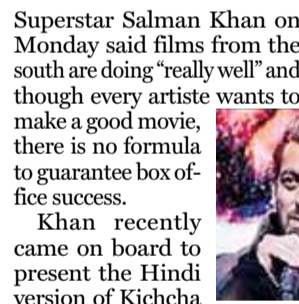 Superstar Salman Khan on
Monday said films from the
south are doing “really well” and
though every artiste wants to
make a good movie,
there is no formula
to guarantee box of-
fice success.
Khan recently
came on board to
present the Hindi
version of Kichcha